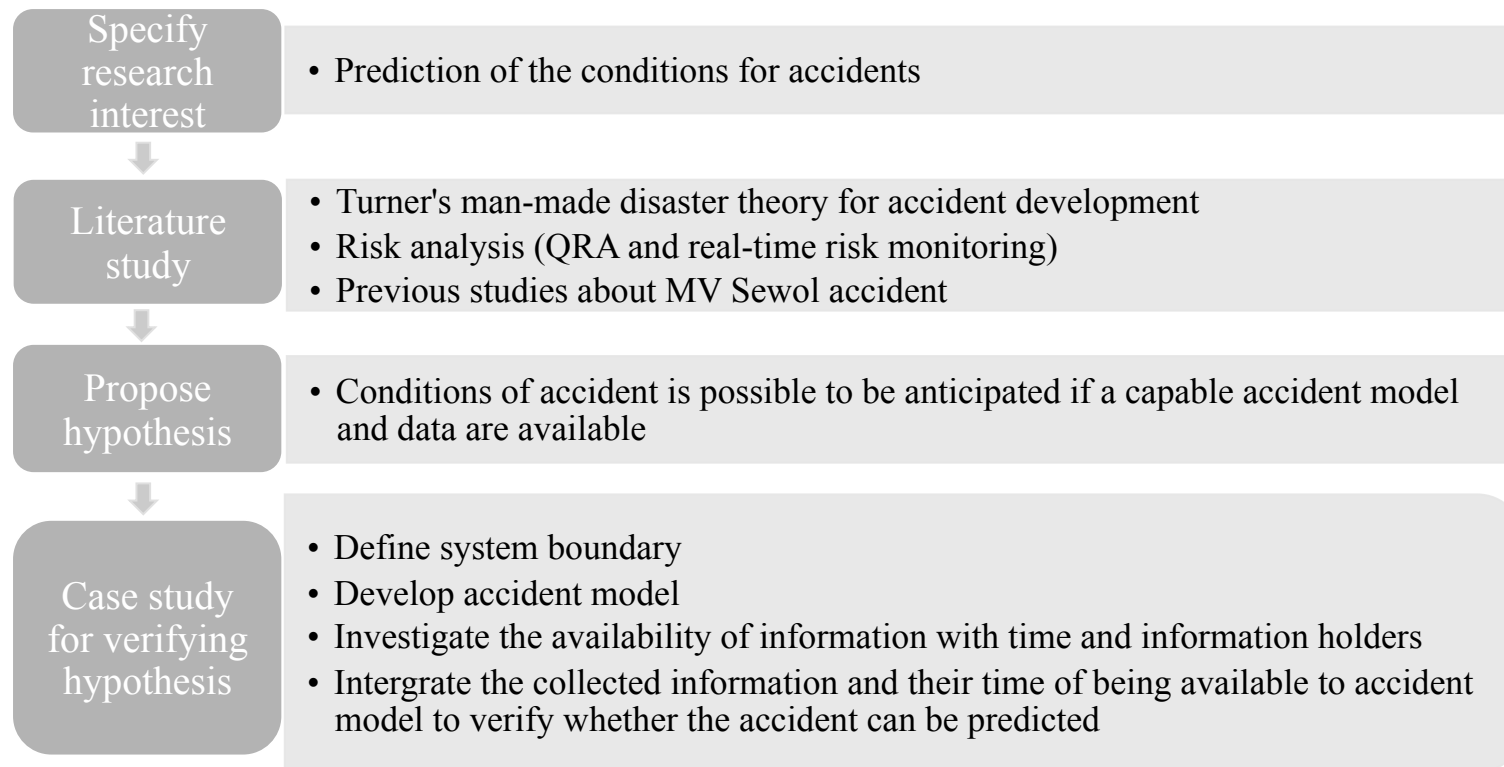 Specify
research
interest
• Prediction of the conditions for accidents
Literature
study
• Turner's man-made disaster theory for accident development
• Risk analysis (QRA and real-time risk monitoring)
• Previous studies about MV Sewol accident
Propose
hypothesis
• Conditions of accident is possible to be anticipated if a capable accident model
and data are available
Case study
for verifying
hypothesis
• Define system boundary
• Develop accident model
• Investigate the availability of information with time and information holders
• Intergrate the collected information and their time of being available to accident
model to verify whether the accident can be predicted